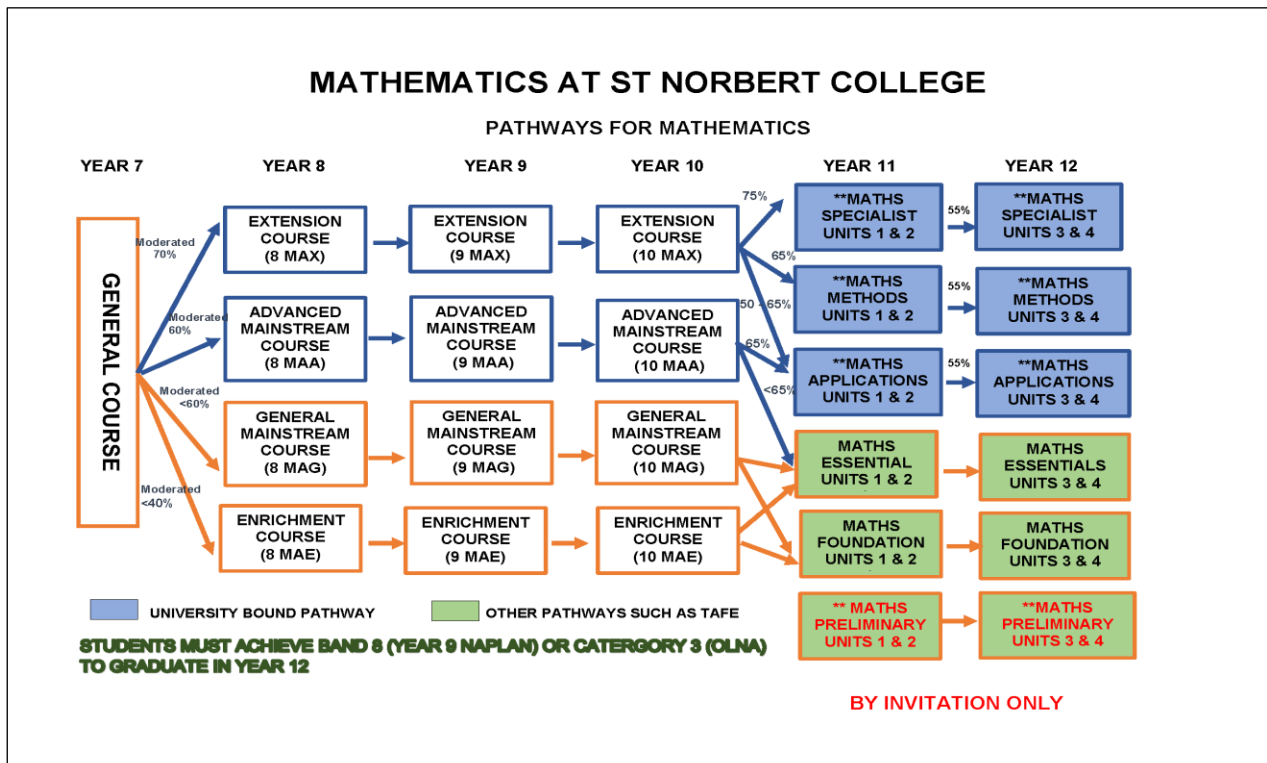 MATHEMATICS AT ST NORBERT COLLEGE
PATHWAYS FOR MATHEMATICS
YEAR 7
YEAR 8
YEAR 9
YEAR 10
YEAR 11
YEAR 12
GENERAL COURSE
Moderated
70%
Moderated
60%
Moderated
<60%
Moderated
<40%
EXTENSION
COURSE
(8 MAX)
EXTENSION
COURSE
(9 MAX)
EXTENSION
COURSE
(10 MAX)
75%
65%
50 - 65%
**MATHS
SPECIALIST
UNITS 1 & 2
55%
**MATHS
SPECIALIST
UNITS 3 & 4
**MATHS
METHODS
UNITS 1 & 2
55%
**MATHS
METHODS
UNITS 3 & 4
ADVANCED
MAINSTREAM
COURSE
(8 MAA)
ADVANCED
MAINSTREAM
COURSE
(9 MAA)
ADVANCED
MAINSTREAM
COURSE
(10 MAA)
65%
<65%
**MATHS
APPLICATIONS
UNITS 1 & 2
55%
**MATHS
APPLICATIONS
UNITS 3 & 4
GENERAL
MAINSTREAM
COURSE
(8 MAG)
GENERAL
MAINSTREAM
COURSE
(9 MAG)
GENERAL
MAINSTREAM
COURSE
(10 MAG)
MATHS
ESSENTIAL
UNITS 1 & 2
MATHS
ESSENTIALS
UNITS 3 & 4
ENRICHMENT
COURSE
(8 MAE)
ENRICHMENT
COURSE
(9 MAE)
ENRICHMENT
COURSE
(10 MAE)
MATHS
FOUNDATION
UNITS 1 & 2
MATHS
FOUNDATION
UNITS 3 & 4
** MATHS
PRELIMINARY
UNITS 1 & 2
**MATHS
PRELIMINARY
UNITS 3 & 4
UNIVERSITY BOUND PATHWAY
OTHER PATHWAYS SUCH AS TAFE
STUDENTS MUST ACHIEVE BAND 8 (YEAR 9 NAPLAN) OR CATERGORY 3 (OLNA)
TO GRADUATE IN YEAR 12
BY INVITATION ONLY